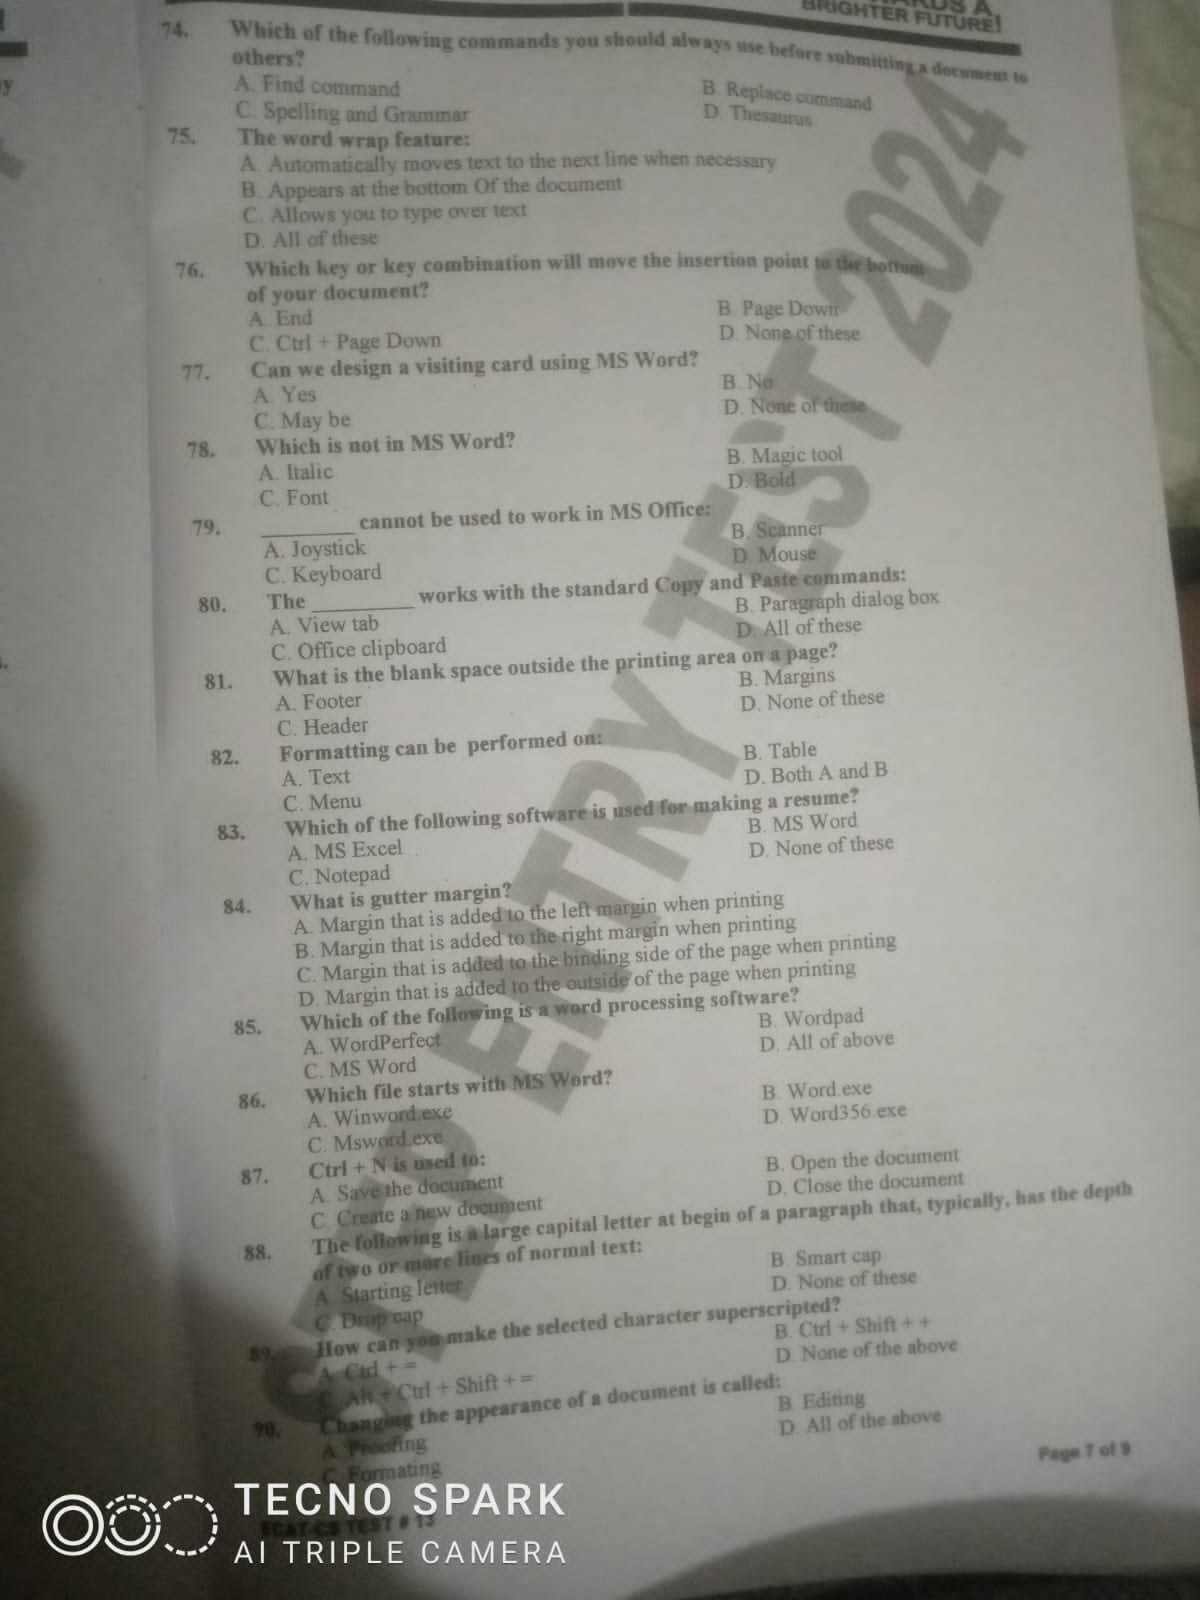 BRIGHTER FUTURE!
74. Which of the following commands you should always use before submitting a document to
others?
A. Find command B. Replace command
C. Spelling and Grammar D. Thesaurus
75. The word wrap feature:
A. Automatically moves text to the next line when necessary
B. Appears at the bottom Of the document
C. Allows you to type over text
D. All of these
76. Which key or key combination will move the insertion point to the bottom
of your document?
A. End B. Page Down
C. Ctrl + Page Down D. None of these
77. Can we design a visiting card using MS Word?
A. Yes B. No
C. May be D. None of these
78. Which is not in MS Word?
A. Italic B. Magic tool
C. Font D. Bold
79. ________ cannot be used to work in MS Office:
A. Joystick B. Scanner
C. Keyboard D. Mouse
80. The ________ works with the standard Copy and Paste commands:
A. View tab B. Paragraph dialog box
C. Office clipboard D. All of these
81. What is the blank space outside the printing area on a page?
A. Footer B. Margins
C. Header D. None of these
82. Formatting can be performed on:
A. Text B. Table
C. Menu D. Both A and B
83. Which of the following software is used for making a resume?
A. MS Excel B. MS Word
C. Notepad D. None of these
84. What is gutter margin?
A. Margin that is added to the left margin when printing
B. Margin that is added to the right margin when printing
C. Margin that is added to the binding side of the page when printing
D. Margin that is added to the outside of the page when printing
85. Which of the following is a word processing software?
A. WordPerfect B. Wordpad
C. MS Word D. All of above
86. Which file starts with MS Word?
A. Winword.exe B. Word.exe
C. Msword.exe D. Word356.exe
87. Ctrl + N is used to:
A. Save the document B. Open the document
C. Create a new document D. Close the document
88. The following is a large capital letter at begin of a paragraph that, typically, has the depth
of two or more lines of normal text:
A. Starting letter B. Smart cap
C. Drop cap D. None of these
89. How can you make the selected character superscripted?
A. Ctrl + = B. Ctrl + Shift + +
C. Alt + Ctrl + Shift + = D. None of the above
90. Changing the appearance of a document is called:
A. Proofing B. Editing
C. Formating D. All of the above
Page 7 of 9
ECAT-CS TEST # 13
ENTRY TEST 2024
TECNO SPARK
AI TRIPLE CAMERA